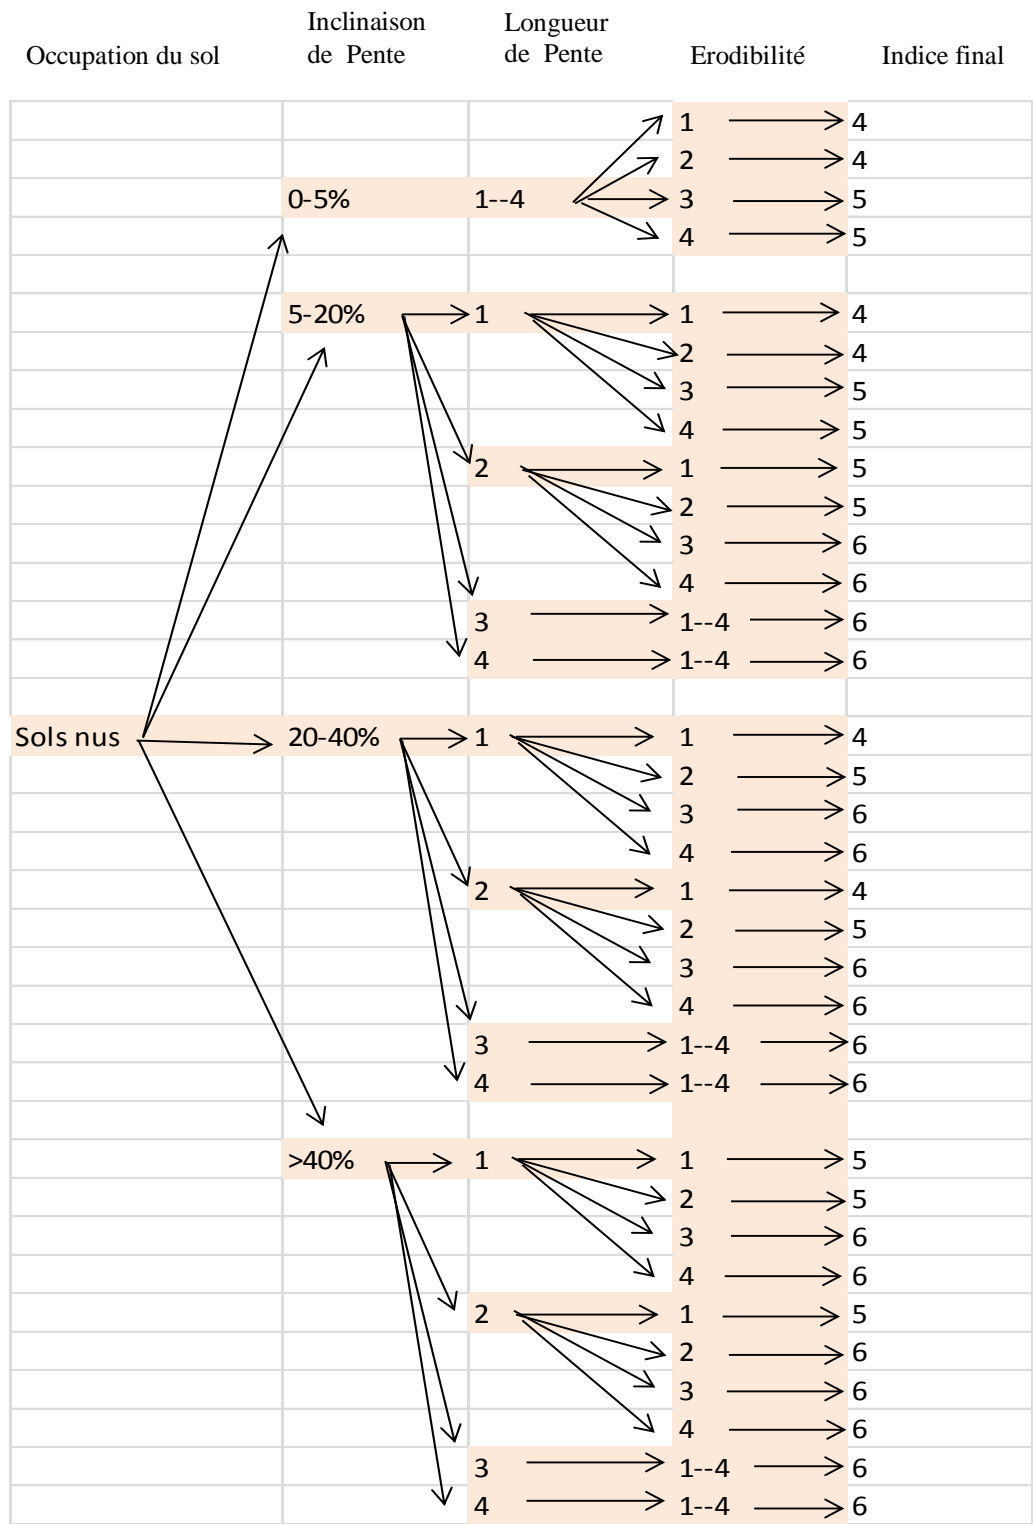 Occupation du sol
Inclinaison
de Pente
Longueur
de Pente
Erodibilité
Indice final
1 4
2 4
0-5% 1--4 3 5
4 5
5-20% 1 1 4
2 4
3 5
4 5
2 1 5
2 5
3 6
4 6
3 1--4 6
4 1--4 6
Sols nus 20-40% 1 1 4
2 5
3 6
4 6
2 1 4
2 5
3 6
4 6
3 1--4 6
4 1--4 6
>40% 1 1 5
2 5
3 6
4 6
2 1 5
2 6
3 6
4 6
3 1--4 6
4 1--4 6